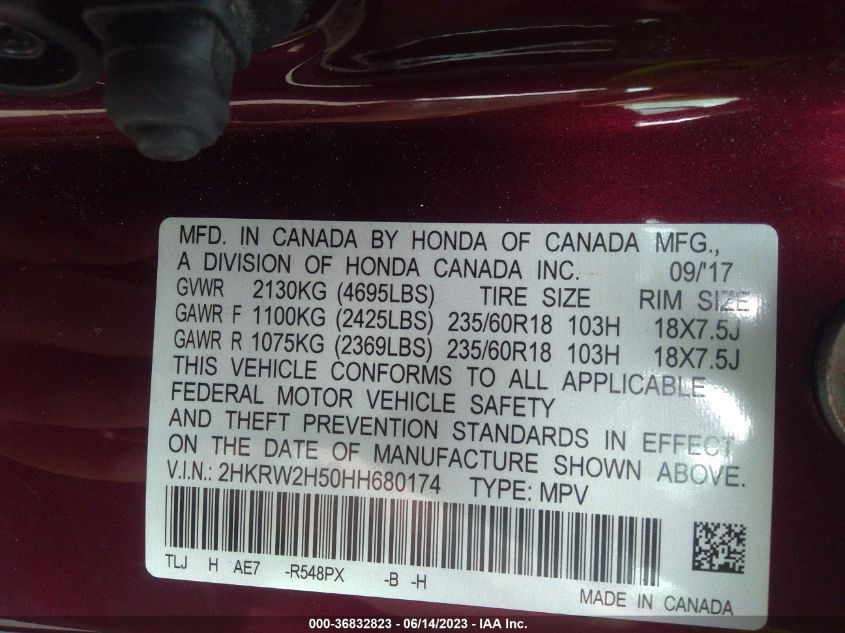 MFD. IN CANADA BY HONDA OF CANADA MFG.,
A DIVISION OF HONDA CANADA INC. 09/'17
GVWR 2130KG (4695LBS) TIRE SIZE RIM SIZE
GAWR F 1100KG (2425LBS) 235/60R18 103H 18X7.5J
GAWR R 1075KG (2369LBS) 235/60R18 103H 18X7.5J
THIS VEHICLE CONFORMS TO ALL APPLICABLE
FEDERAL MOTOR VEHICLE SAFETY
AND THEFT PREVENTION STANDARDS IN EFFECT
ON THE DATE OF MANUFACTURE SHOWN ABOVE.
V.I.N.: 2HKRW2H50HH680174 TYPE: MPV
TLJ H AE7 -R548PX -B -H
MADE IN CANADA
000-36832823 - 06/14/2023 - IAA Inc.